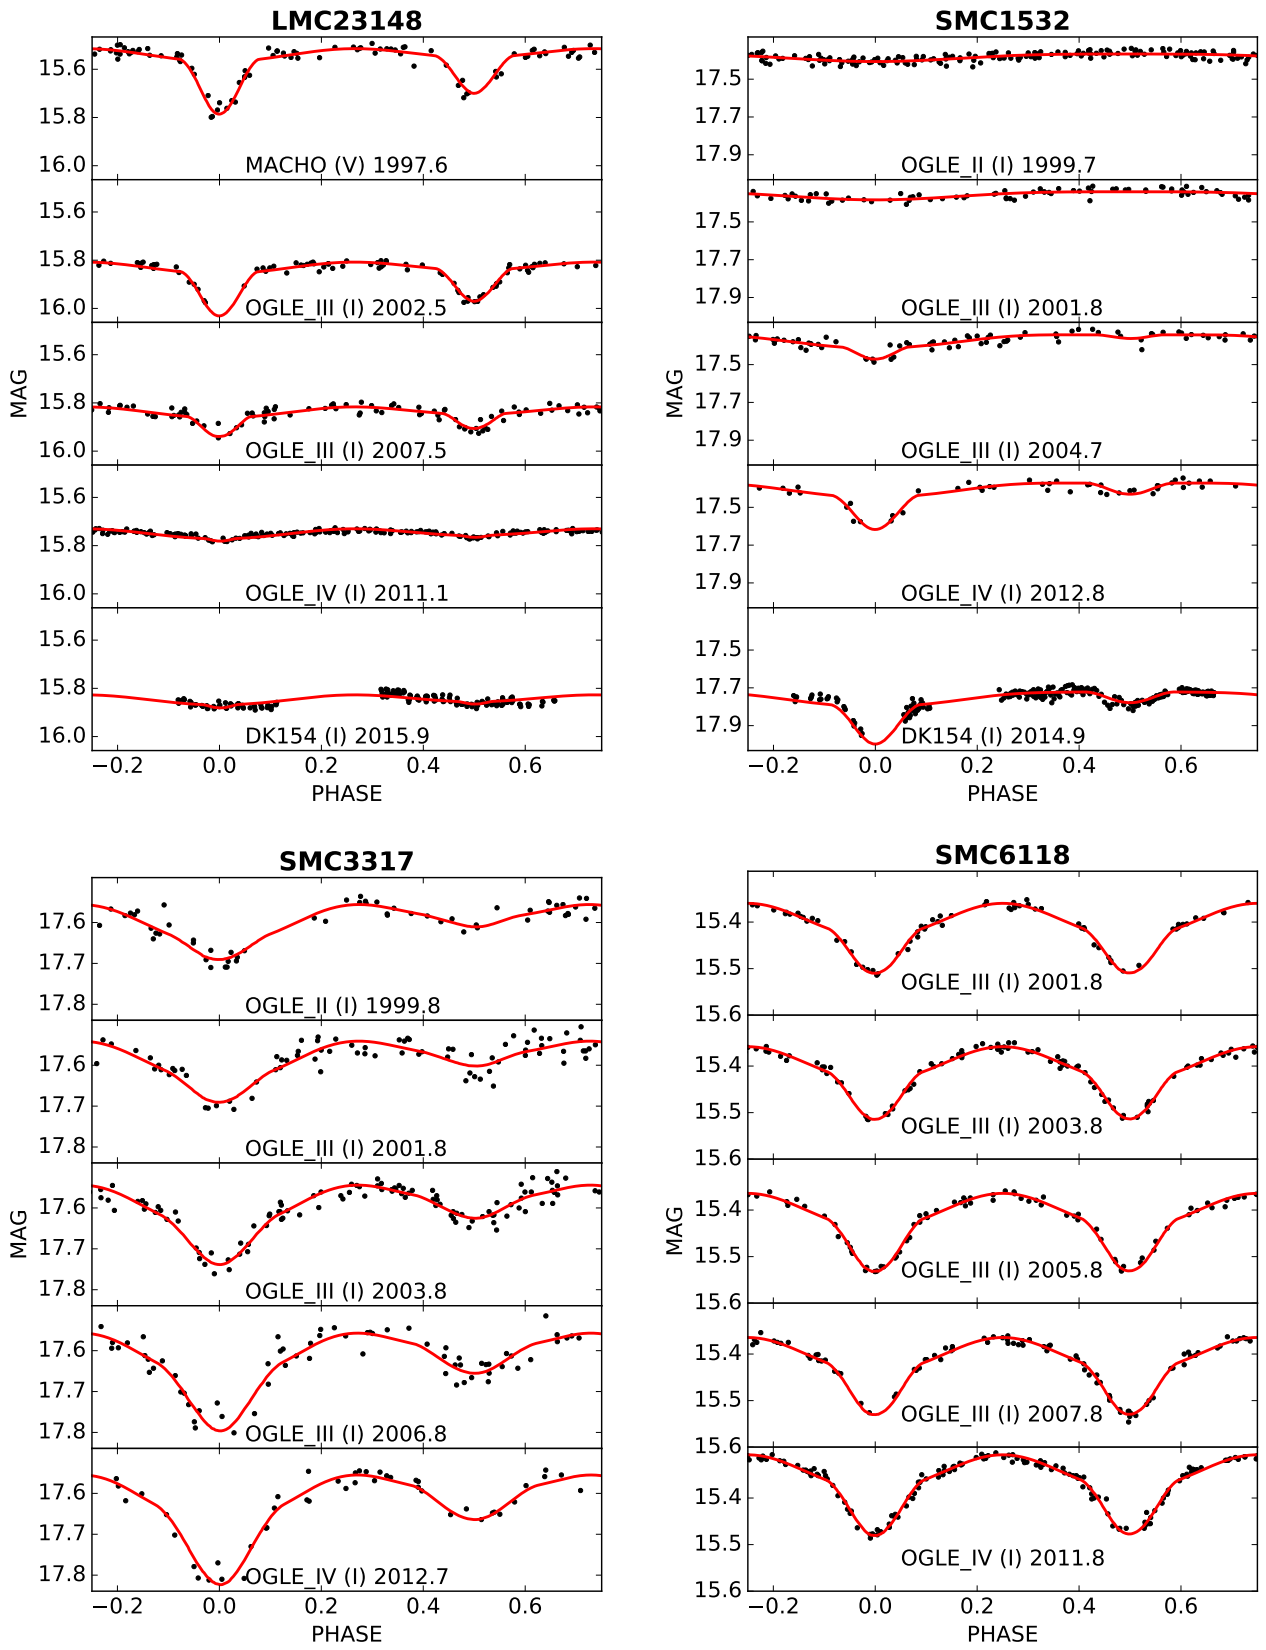 LMC23148
15.6
15.8
16.0
MACHO (V) 1997.6
15.6
15.8
16.0
OGLE_III (I) 2002.5
15.6
15.8
16.0
OGLE_III (I) 2007.5
15.6
15.8
16.0
OGLE_IV (I) 2011.1
15.6
15.8
16.0
DK154 (I) 2015.9
MAG
−0.2 0.0 0.2 0.4 0.6
PHASE
SMC1532
17.5
17.7
17.9
OGLE_II (I) 1999.7
17.5
17.7
17.9
OGLE_III (I) 2001.8
17.5
17.7
17.9
OGLE_III (I) 2004.7
17.5
17.7
17.9
OGLE_IV (I) 2012.8
17.5
17.7
17.9
DK154 (I) 2014.9
MAG
−0.2 0.0 0.2 0.4 0.6
PHASE
SMC3317
17.6
17.7
17.8
OGLE_II (I) 1999.8
17.6
17.7
17.8
OGLE_III (I) 2001.8
17.6
17.7
17.8
OGLE_III (I) 2003.8
17.6
17.7
17.8
OGLE_III (I) 2006.8
17.6
17.7
17.8
OGLE_IV (I) 2012.7
MAG
−0.2 0.0 0.2 0.4 0.6
PHASE
SMC6118
15.4
15.5
15.6
OGLE_III (I) 2001.8
15.4
15.5
15.6
OGLE_III (I) 2003.8
15.4
15.5
15.6
OGLE_III (I) 2005.8
15.4
15.5
15.6
OGLE_III (I) 2007.8
15.4
15.5
15.6
OGLE_IV (I) 2011.8
MAG
−0.2 0.0 0.2 0.4 0.6
PHASE